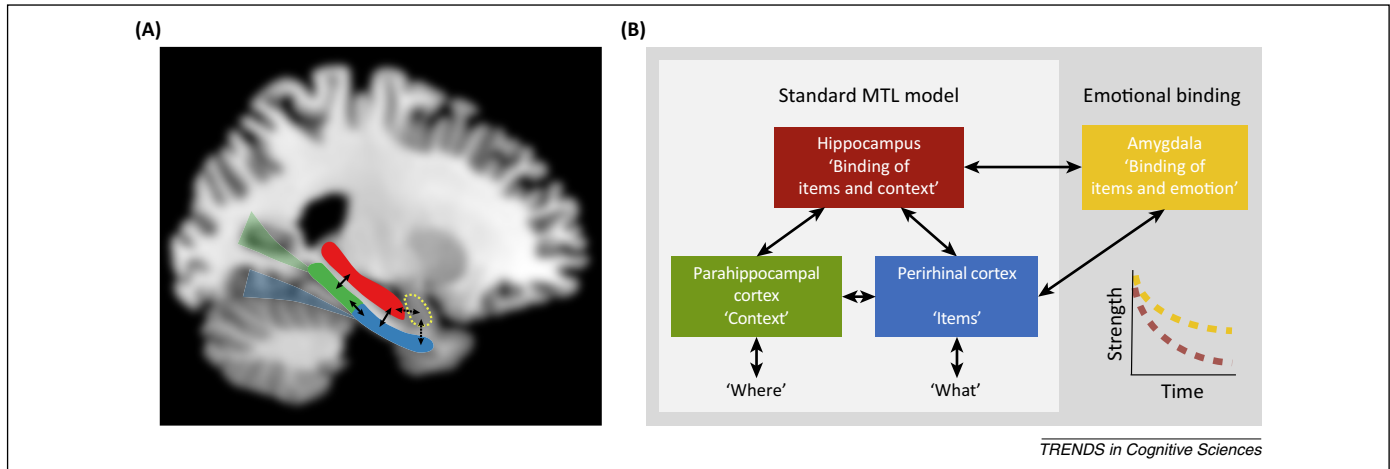 (A)
(B)
Standard MTL model
Emotional binding
Hippocampus
‘Binding of
items and context’
Amygdala
‘Binding of
items and emotion’
Parahippocampal
cortex
‘Context’
Perirhinal cortex
‘Items’
‘Where’
‘What’
Strength
Time
TRENDS in Cognitive Sciences